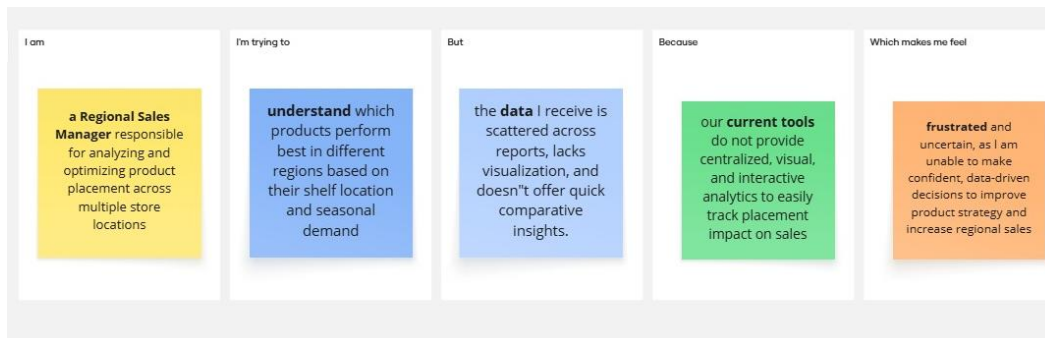 I am
a Regional Sales
Manager responsible
for analyzing and
optimizing product
placement across
multiple store
locations
I'm trying to
understand which
products perform
best in different
regions based on
their shelf location
and seasonal
demand
But
the data I receive is
scattered across
reports, lacks
visualization, and
doesn"t offer quick
comparative
insights.
Because
our current tools
do not provide
centralized, visual,
and interactive
analytics to easily
track placement
impact on sales
Which makes me feel
frustrated and
uncertain, as I am
unable to make
confident, data-driven
decisions to improve
product strategy and
increase regional sales